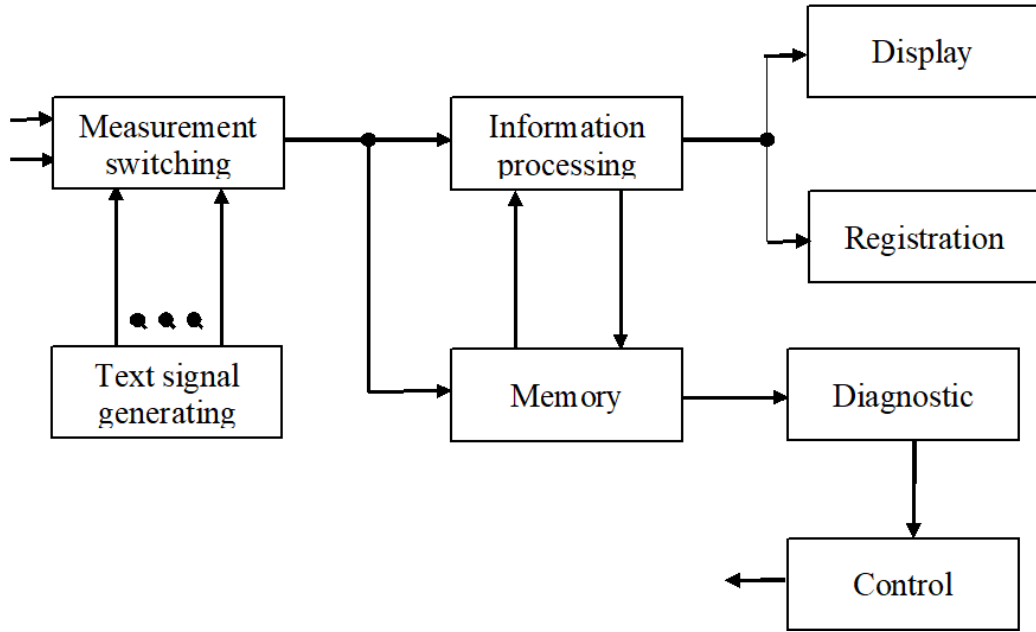 Display
Measurement
switching
Information
processing
Registration
Text signal
generating
Memory
Diagnostic
Control